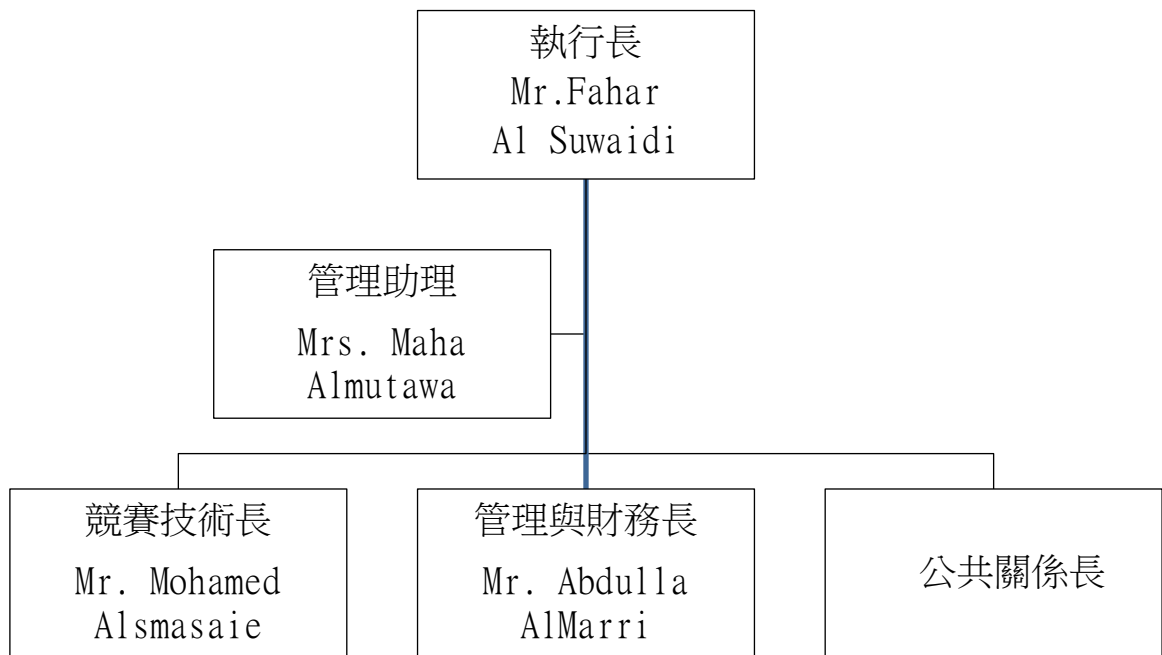 執行長
Mr.Fahar
Al Suwaidi
管理助理
Mrs. Maha
Almutawa
競賽技術長
Mr. Mohamed
Alsmasaie
管理與財務長
Mr. Abdulla
AlMarri
公共關係長